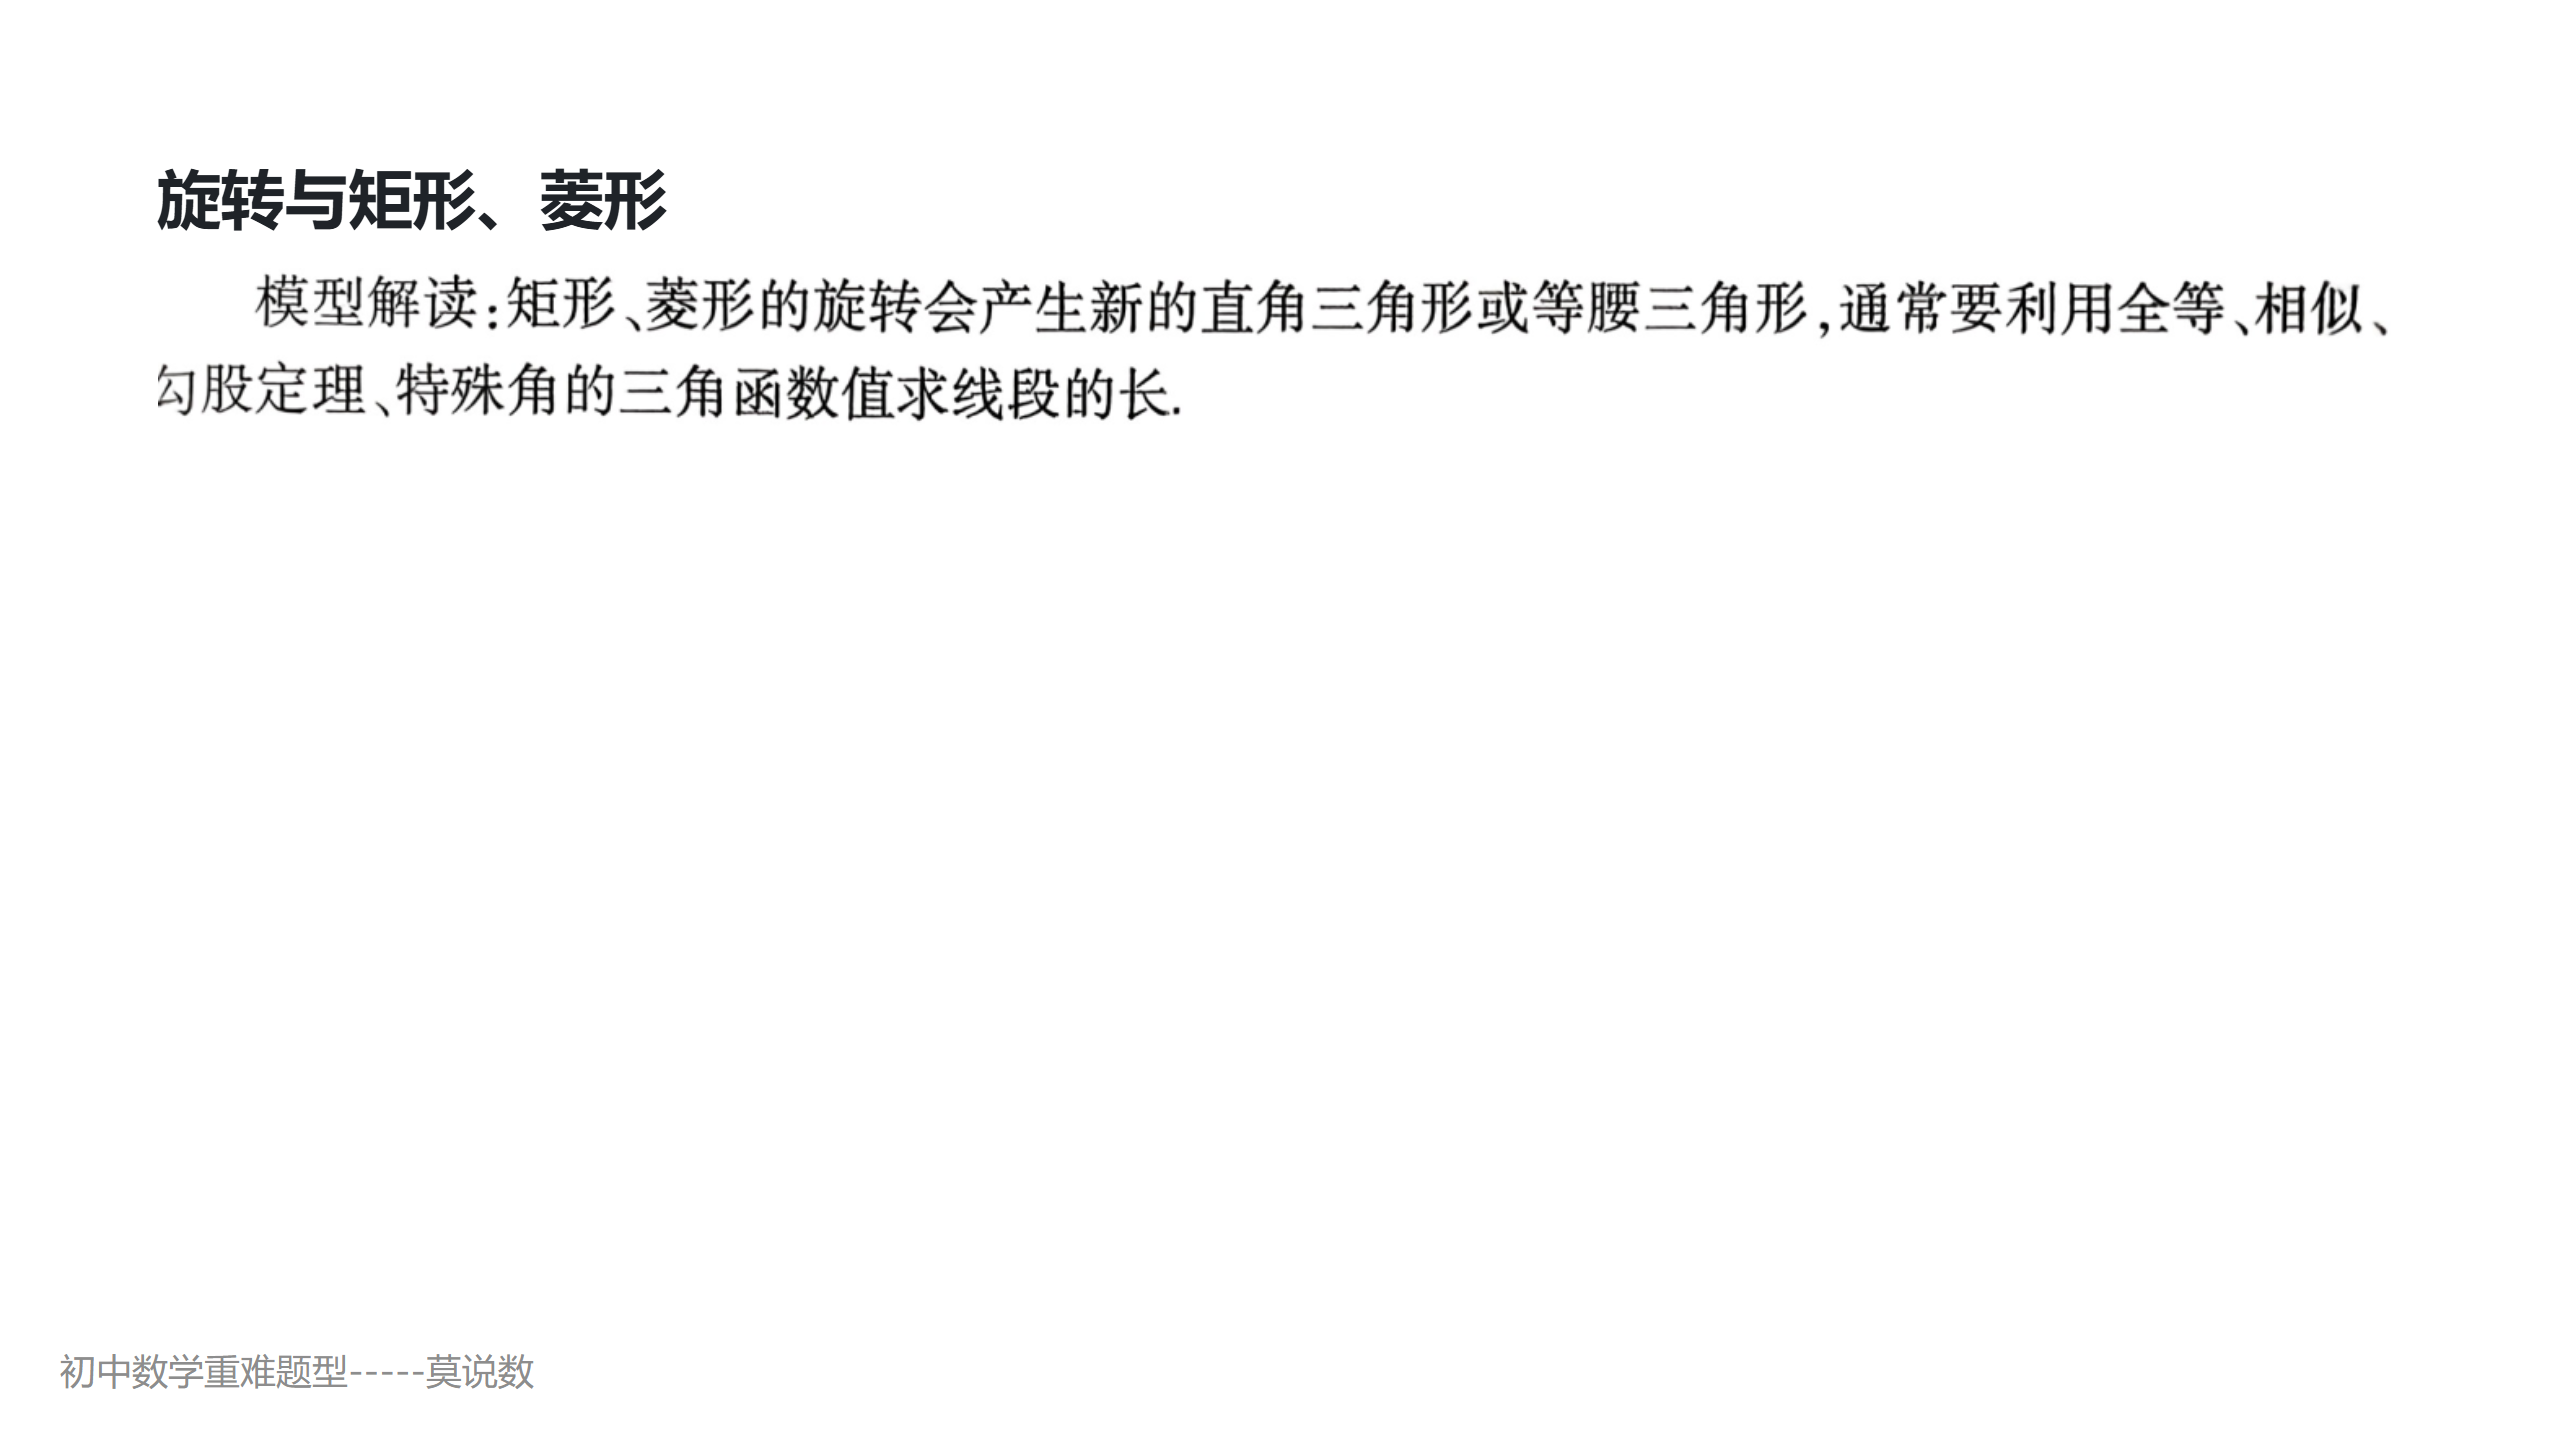 旋转与矩形、菱形
模型解读:矩形、菱形的旋转会产生新的直角三角形或等腰三角形,通常要利用全等、相似、
勾股定理、特殊角的三角函数值求线段的长.
初中数学重难题型-----莫说数